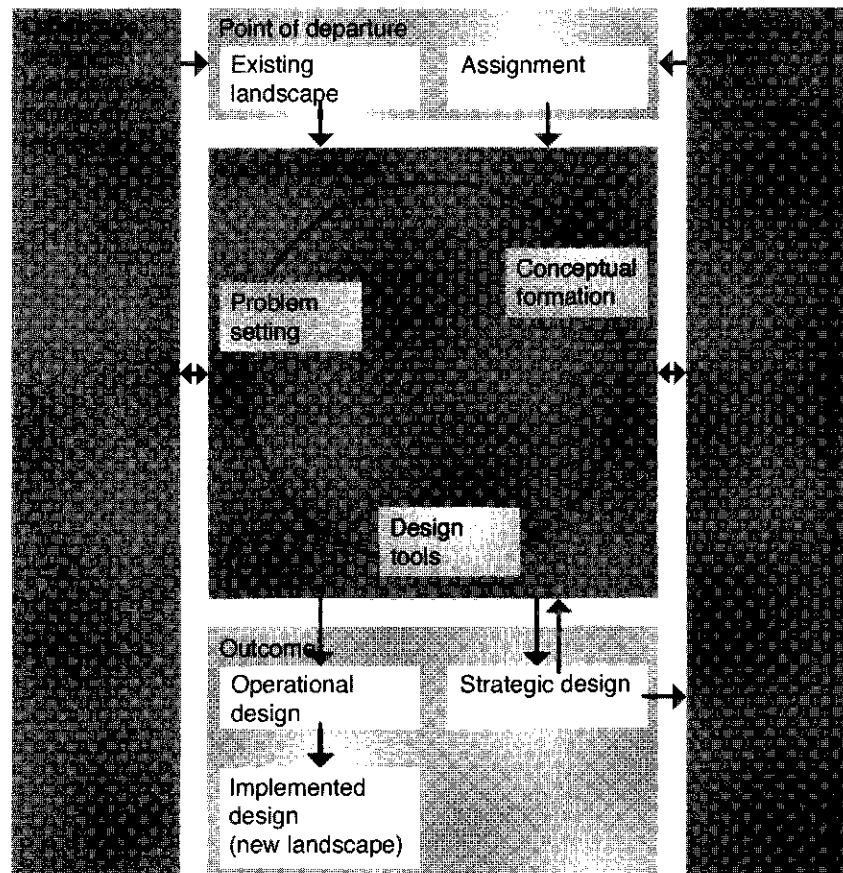 Point of departure
Existing
landscape
Assignment
Conceptual
formation
Problem
setting
Design
tools
Outcome
Operational
design
Strategic design
Implemented
design
(new landscape)